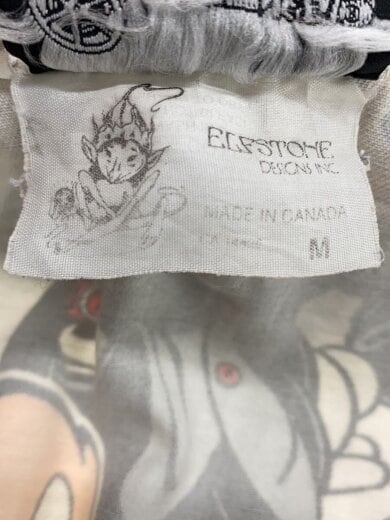 ELFSTONE
DESIGNS INC.
MADE IN CANADA
M